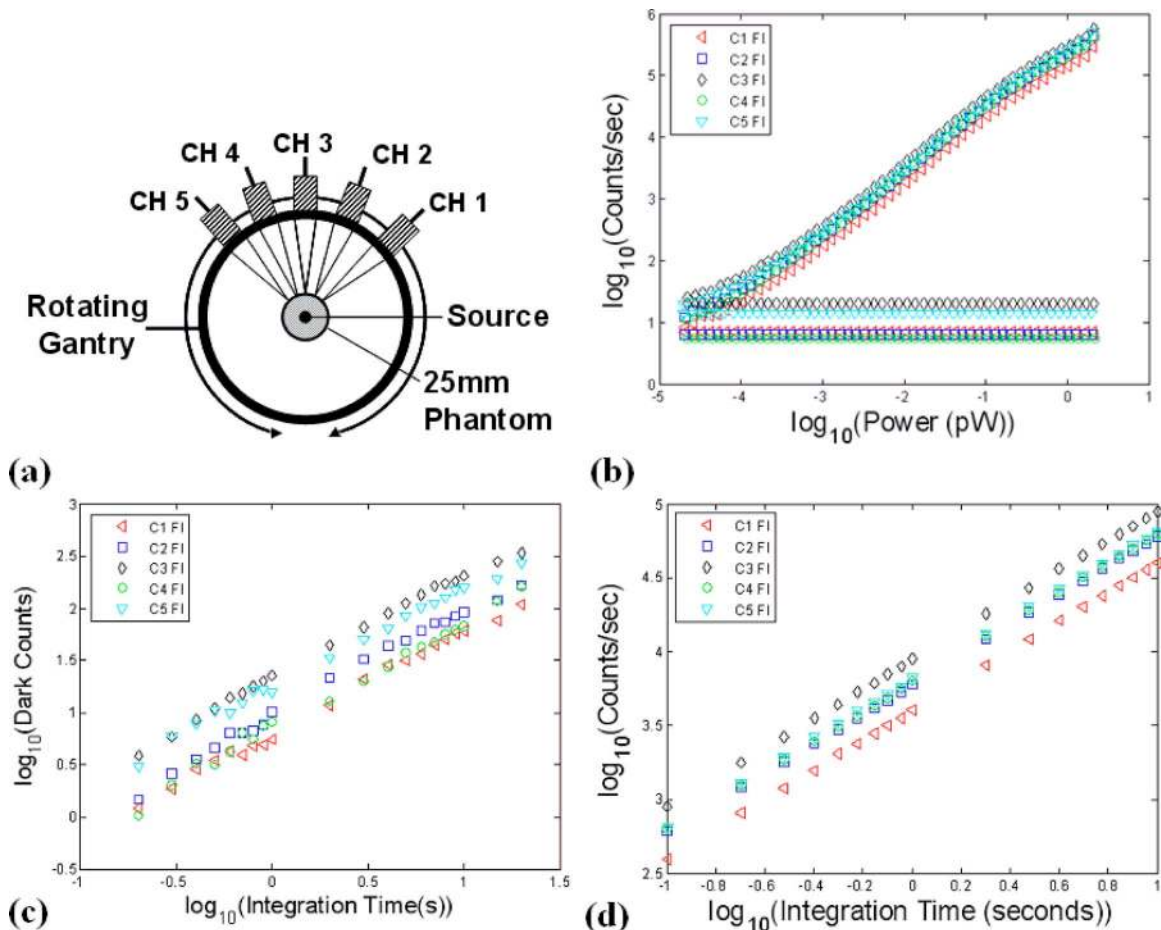 CH 5
CH 4
CH 3
CH 2
CH 1
Rotating
Gantry
Source
25mm
Phantom
(a)
C1 FI
C2 FI
C3 FI
C4 FI
C5 FI
log10(Counts/sec)
6
5
4
3
2
1
0
-5
-4
-3
-2
-1
0
1
log10(Power (pW))
(b)
C1 FI
C2 FI
C3 FI
C4 FI
C5 FI
log10(Dark Counts)
3
2.5
2
1.5
1
0.5
0
-0.5
-1
-0.5
0
0.5
1
1.5
log10(Integration Time(s))
(c)
C1 FI
C2 FI
C3 FI
C4 FI
C5 FI
log10(Counts/sec)
5
4.5
4
3.5
3
2.5
-1
-0.8
-0.6
-0.4
-0.2
0
0.2
0.4
0.6
0.8
1
log10(Integration Time (seconds))
(d)